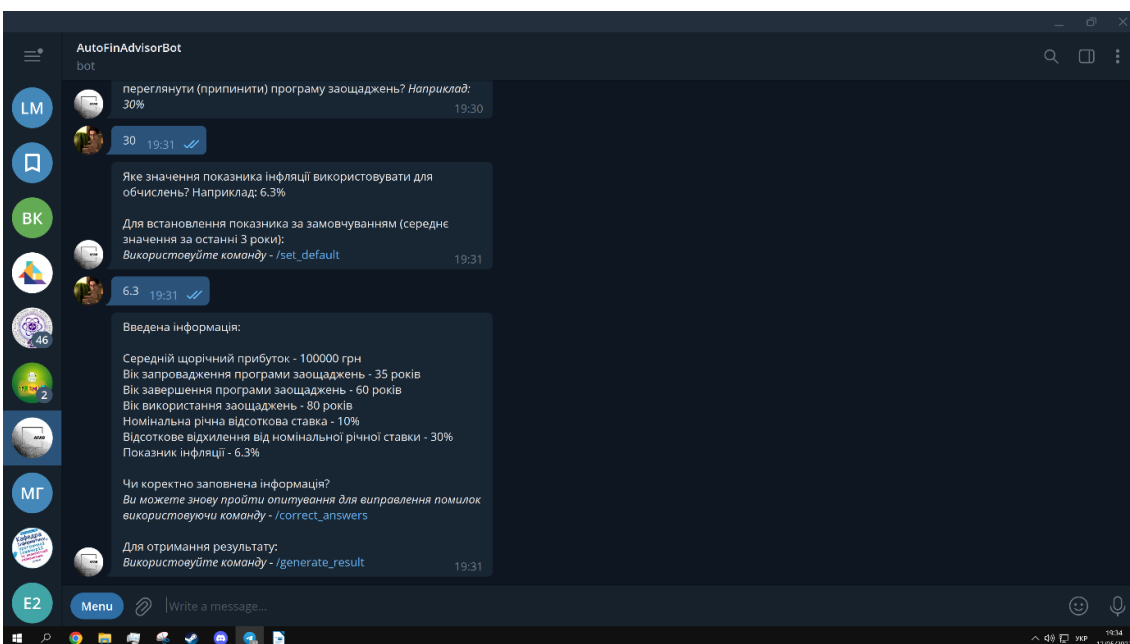 AutoFinAdvisorBot
bot
переглянути (припинити) програму заощаджень? Наприклад:
30%
19:30
30 19:31
Яке значення показника інфляції використовувати для
обчислень? Наприклад: 6.3%
Для встановлення показника за замовчуванням (середнє
значення за останні 3 роки):
Використовуйте команду - /set_default
19:31
6.3 19:31
Введена інформація:
Середній щорічний прибуток - 100000 грн
Вік запровадження програми заощаджень - 35 років
Вік завершення програми заощаджень - 60 років
Вік використання заощаджень - 80 років
Номінальна річна відсоткова ставка - 10%
Відсоткове відхилення від номінальної річної ставки - 30%
Показник інфляції - 6.3%
Чи коректно заповнена інформація?
Ви можете знову пройти опитування для виправлення помилок
використовуючи команду - /correct_answers
Для отримання результату:
Використовуйте команду - /generate_result
19:31
LM
ВК
46
2
МГ
E2
Menu
Write a message...
УКР
19:34